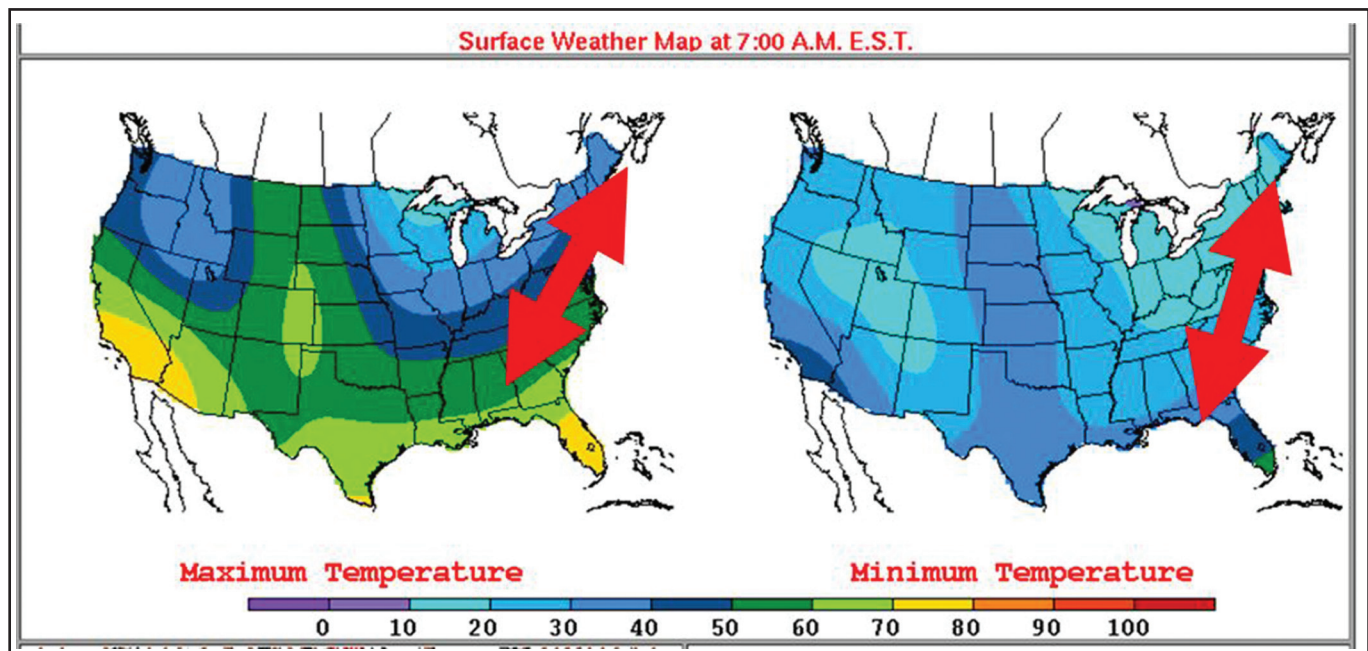 Surface Weather Map at 7:00 A.M. E.S.T.
Maximum Temperature
Minimum Temperature
0 10 20 30 40 50 60 70 80 90 100